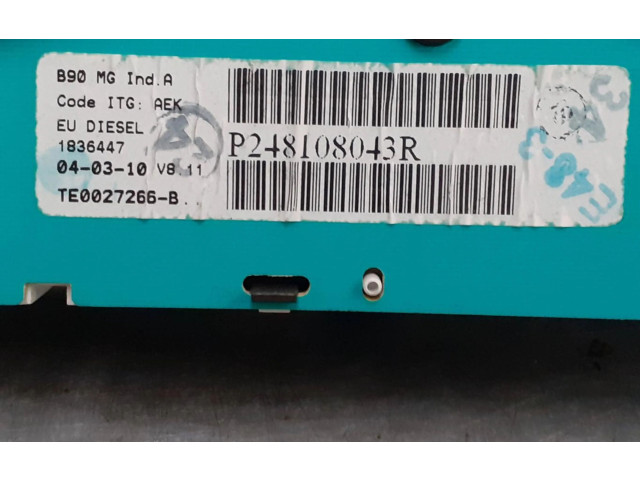 B90 MG Ind.A
Code ITG: AEK
EU DIESEL
1836447
04-03-10 V8.11
TE0027266-B.
P248108043R